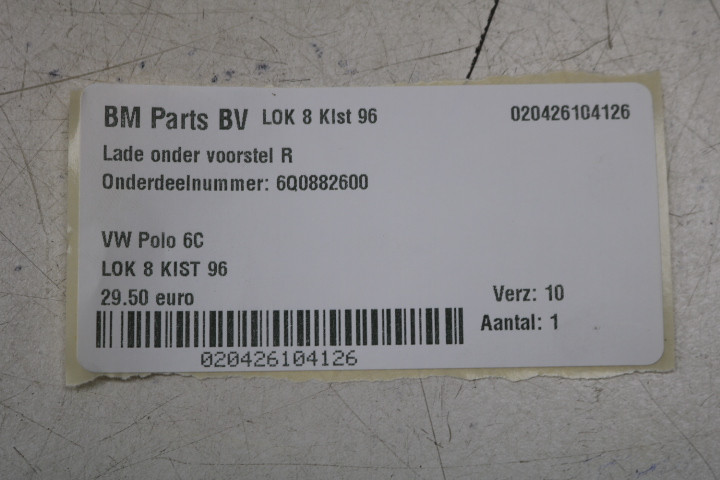 BM Parts BV LOK 8 KIst 96 020426104126
Lade onder voorstel R
Onderdeelnummer: 6Q0882600
VW Polo 6C
LOK 8 KIST 96
29.50 euro Verz: 10
Aantal: 1
020426104126